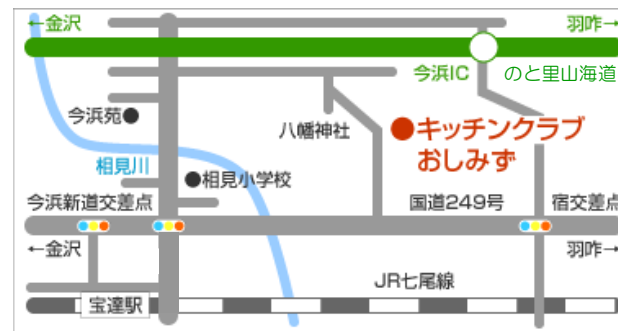 ←金沢
羽咋→
今浜IC
のと里山海道
今浜苑●
八幡神社
●キッチンクラブ
おしみず
相見川
●相見小学校
今浜新道交差点
国道249号
宿交差点
←金沢
羽咋→
JR七尾線
宝達駅